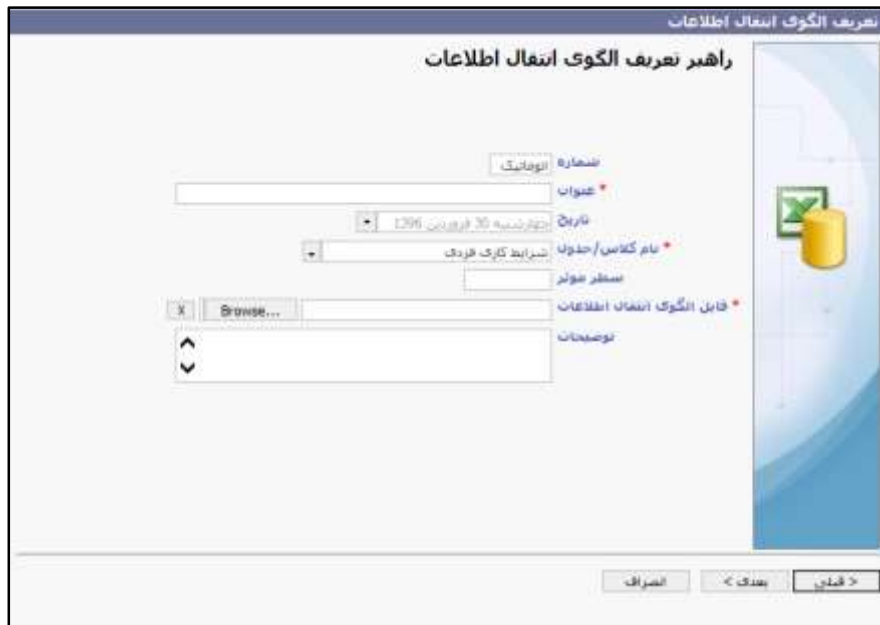 تعریف الگوی انتقال اطلاعات
راهبر تعریف الگوی انتقال اطلاعات
شماره اتوماتیک
* عنوان
تاریخ چهارشنبه 30 فروردین 1396
* نام کلاس/جدول شرایط کاری فردی
سطر موثر
* فایل الگوی انتقال اطلاعات Browse... X
توضیحات
< قبلی بعدی > انصراف